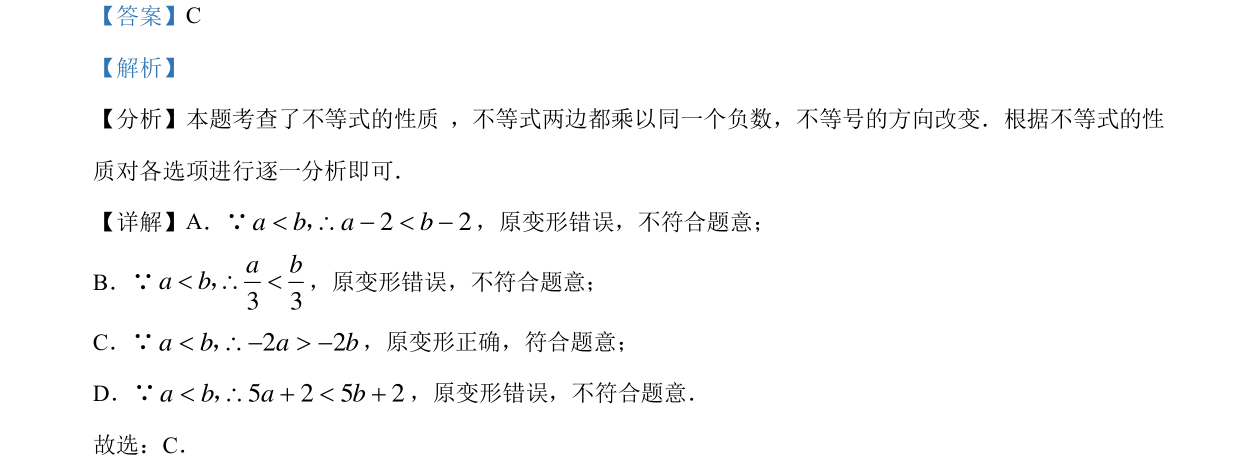 【答案】C
【解析】
【分析】本题考查了不等式的性质 ，不等式两边都乘以同一个负数，不等号的方向改变．根据不等式的性
质对各选项进行逐一分析即可．
【详解】A．∵ a < b，∴ a − 2 < b − 2，原变形错误，不符合题意；
B．∵ a < b，∴ a/3 < b/3，原变形错误，不符合题意；
C．∵ a < b，∴ −2a > −2b，原变形正确，符合题意；
D．∵ a < b，∴ 5a + 2 < 5b + 2，原变形错误，不符合题意．
故选：C．